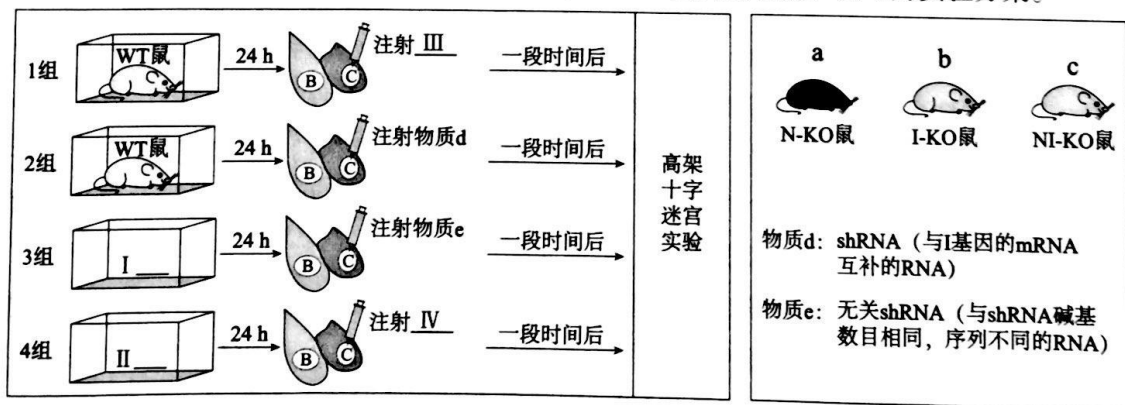 1组 WT鼠 24 h B C 注射 III 一段时间后
2组 WT鼠 24 h B C 注射物质d 一段时间后
3组 I 24 h B C 注射物质e 一段时间后
4组 II 24 h B C 注射 IV 一段时间后
高架
十字
迷宫
实验
a b c
N-KO鼠 I-KO鼠 NI-KO鼠
物质d: shRNA（与I基因的mRNA
互补的RNA）
物质e: 无关shRNA（与shRNA碱基
数目相同，序列不同的RNA）